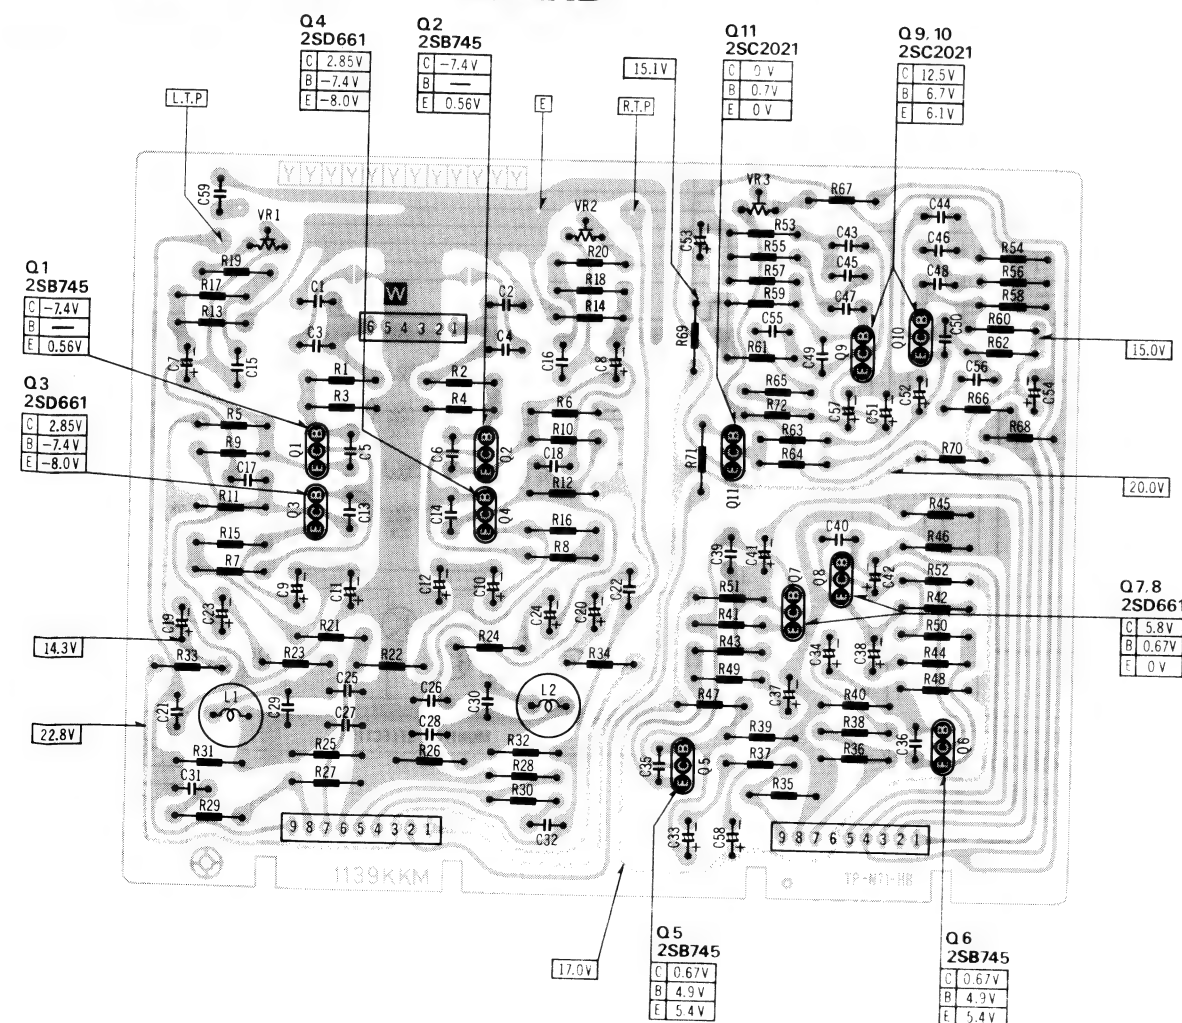 Q4
2SD661
C 2.85V
B -7.4V
E -8.0V
Q2
2SB745
C -7.4V
B —
E 0.56V
Q11
2SC2021
C 0V
B 0.7V
E 0V
Q9,10
2SC2021
C 12.5V
B 6.7V
E 6.1V
L.T.P
E
R.T.P
15.1V
YYYYYYYYYYY
C59
VR1
VR2
VR3
R67
C44
C53
R53
C43
C46
R54
R19
R20
R55
C45
C48
R56
R17
C1
W
C2
R18
R57
C47
R58
R13
R14
R59
Q1
2SB745
C -7.4V
B —
E 0.56V
C3
6 5 4 3 2 1
C4
R69
C55
Q9
Q10
C50
R60
C7
C15
C16
C8
R61
C49
R62
15.0V
R1
R2
R65
C57
C51
C52
C56
C54
Q3
2SD661
C 2.85V
B -7.4V
E -8.0V
R3
R4
R6
R72
R66
R5
R10
R63
R68
R9
Q1
E C B
C5
C6
E C B
Q2
C18
R71
E C B
R64
R70
C17
R12
Q11
20.0V
R11
Q3
E C B
C13
C14
E C B
Q4
R16
R45
R15
R8
C39
C41
C40
R46
R7
C9
C11
C12
C10
C22
R51
Q7
Q8
C42
R52
Q7,8
2SD661
C 5.8V
B 0.67V
E 0V
C19
C23
C24
C20
R41
R42
14.3V
R21
R24
R43
C34
C38
R50
R33
R23
R22
R34
R49
R44
C25
C26
C30
L2
R47
C37
R40
R48
22.8V
C21
L1
C29
C27
C28
R39
R38
C36
Q6
R31
R25
R26
R32
C35
Q5
R37
R36
C31
R27
R28
R35
R29
R30
9 8 7 6 5 4 3 2 1
C32
C33
C58
9 8 7 6 5 4 3 2 1
1139KKM
TP-MTI-HB
17.0V
Q5
2SB745
C 0.67V
B 4.9V
E 5.4V
Q6
2SB745
C 0.67V
B 4.9V
E 5.4V